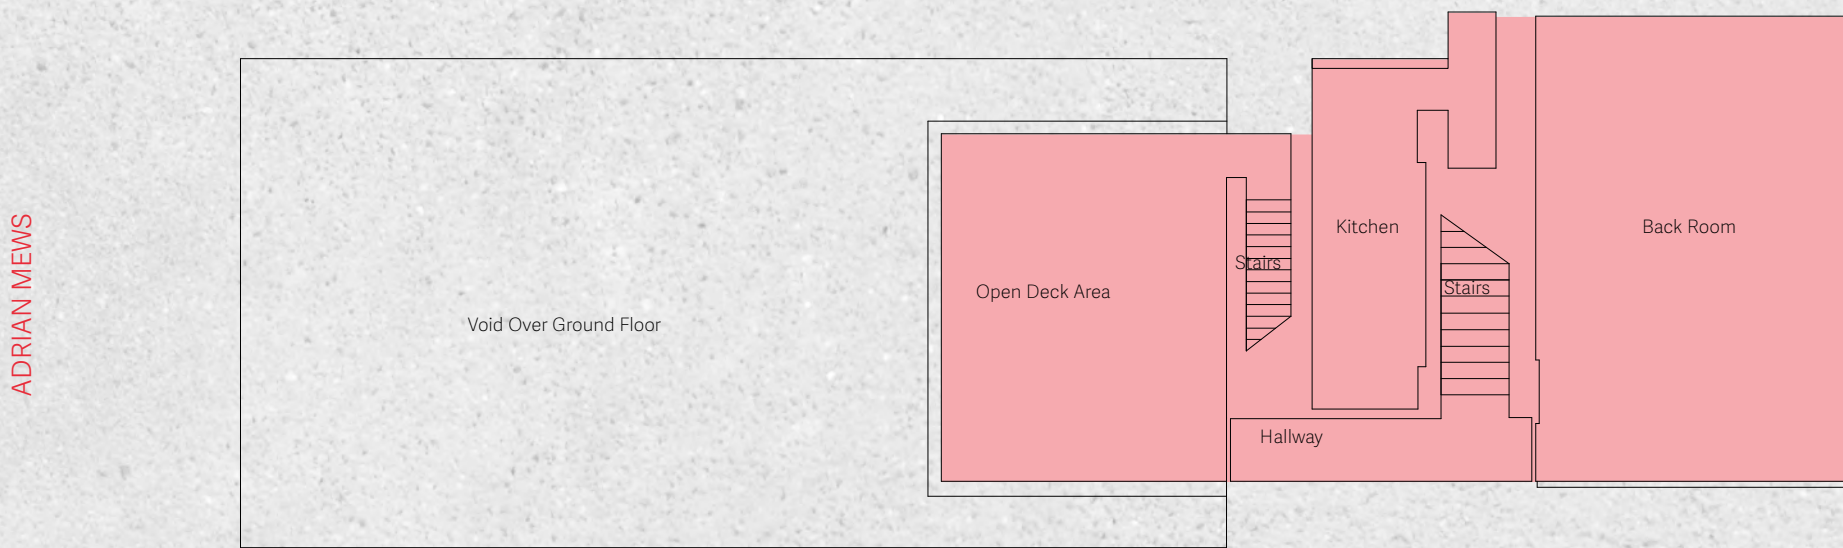 ADRIAN MEWS
Void Over Ground Floor
Open Deck Area
Stairs
Kitchen
Stairs
Hallway
Back Room